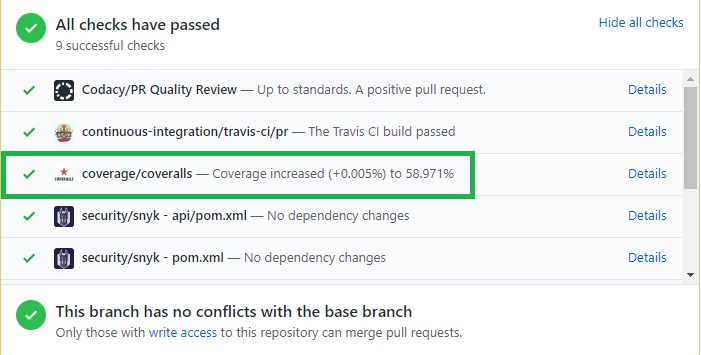 All checks have passed
Hide all checks
9 successful checks
Codacy/PR Quality Review — Up to standards. A positive pull request.
Details
continuous-integration/travis-ci/pr — The Travis CI build passed
Details
COVERALLS
coverage/coveralls — Coverage increased (+0.005%) to 58.971%
Details
security/snyk - api/pom.xml — No dependency changes
Details
security/snyk - pom.xml — No dependency changes
Details
This branch has no conflicts with the base branch
Only those with write access to this repository can merge pull requests.